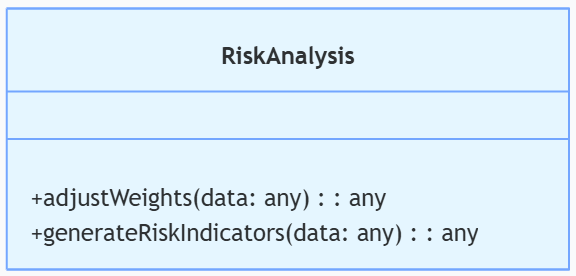 RiskAnalysis
+adjustWeights(data: any) : : any
+generateRiskIndicators(data: any) : : any